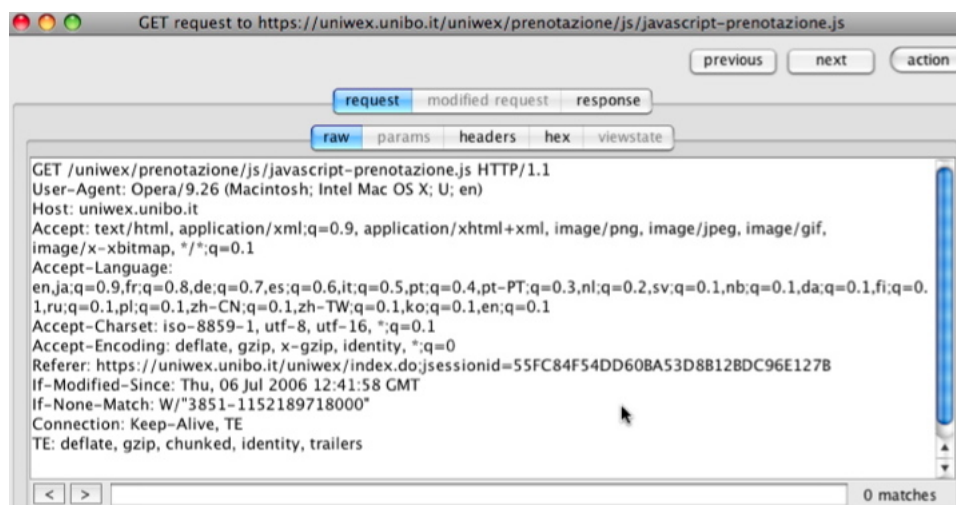 GET request to https://uniwex.unibo.it/uniwex/prenotazione/js/javascript-prenotazione.js
previous next action
request modified request response
raw params headers hex viewstate
GET /uniwex/prenotazione/js/javascript-prenotazione.js HTTP/1.1
User-Agent: Opera/9.26 (Macintosh; Intel Mac OS X; U; en)
Host: uniwex.unibo.it
Accept: text/html, application/xml;q=0.9, application/xhtml+xml, image/png, image/jpeg, image/gif,
image/x-xbitmap, */*;q=0.1
Accept-Language:
en,ja;q=0.9,fr;q=0.8,de;q=0.7,es;q=0.6,it;q=0.5,pt;q=0.4,pt-PT;q=0.3,nl;q=0.2,sv;q=0.1,nb;q=0.1,da;q=0.1,fi;q=0.
1,ru;q=0.1,pl;q=0.1,zh-CN;q=0.1,zh-TW;q=0.1,ko;q=0.1,en;q=0.1
Accept-Charset: iso-8859-1, utf-8, utf-16, *;q=0.1
Accept-Encoding: deflate, gzip, x-gzip, identity, *;q=0
Referer: https://uniwex.unibo.it/uniwex/index.do;jsessionid=55FC84F54DD60BA53D8B12BDC96E127B
If-Modified-Since: Thu, 06 Jul 2006 12:41:58 GMT
If-None-Match: W/"3851-1152189718000"
Connection: Keep-Alive, TE
TE: deflate, gzip, chunked, identity, trailers
< > 0 matches